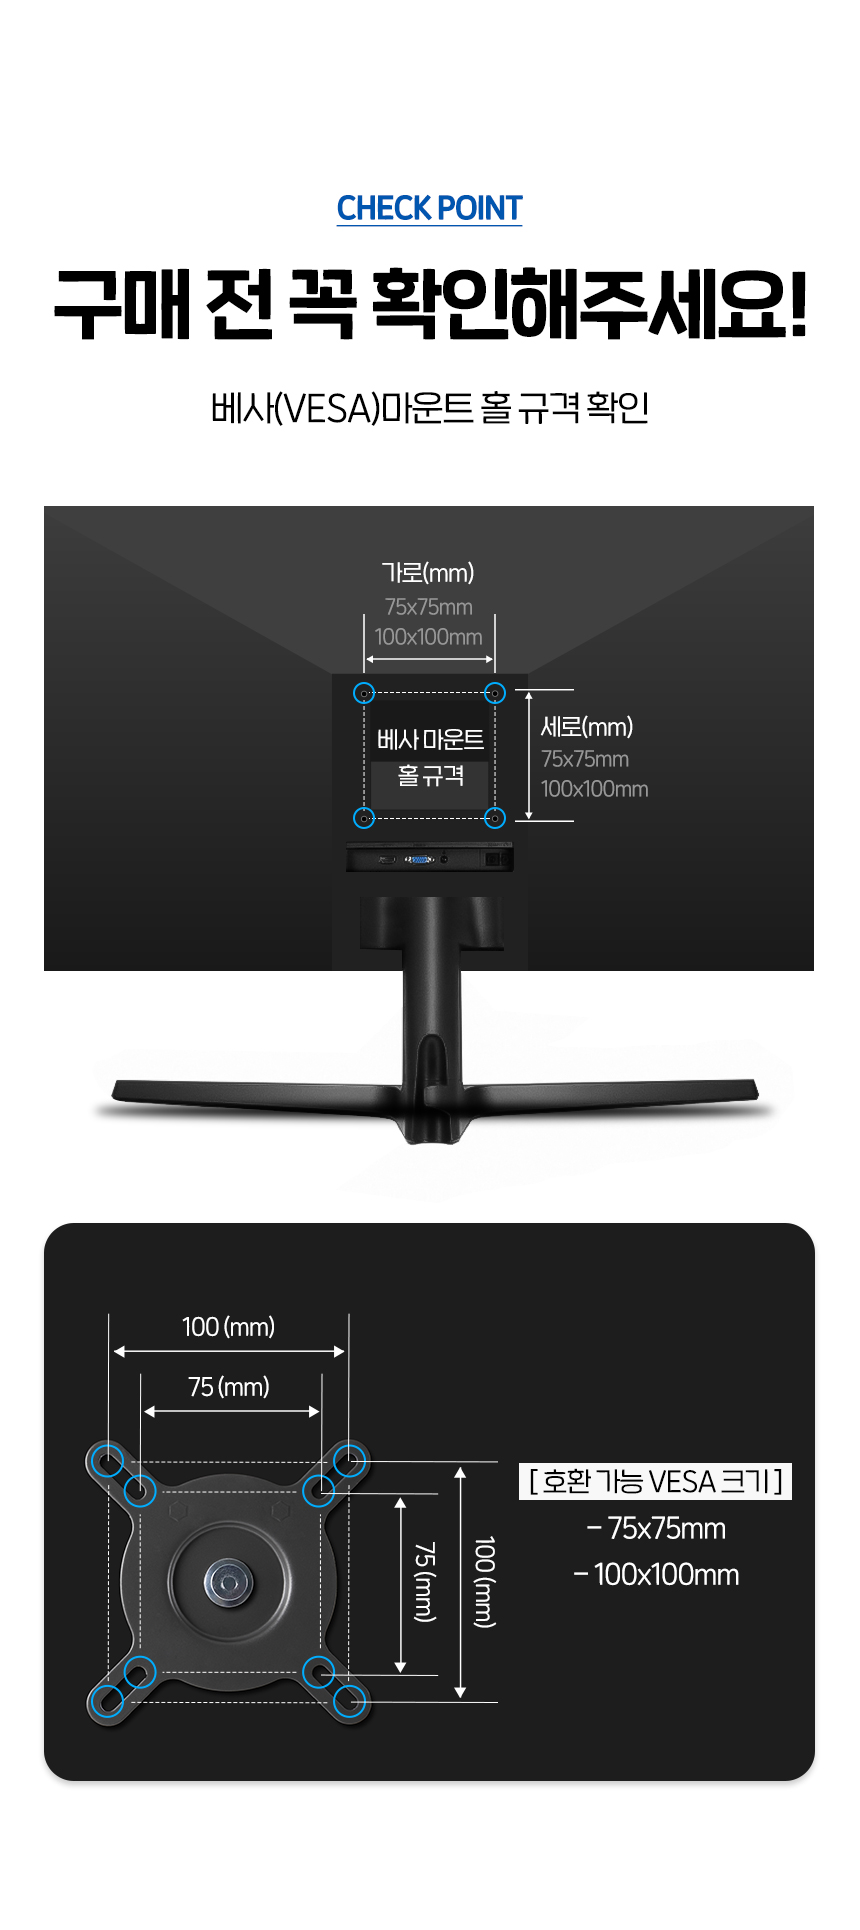 CHECK POINT
구매 전 꼭 확인해주세요!
베사(VESA)마운트 홀 규격 확인
가로(mm)
75x75mm
100x100mm
베사 마운트
홀 규격
세로(mm)
75x75mm
100x100mm
100 (mm)
75 (mm)
75 (mm)
100 (mm)
[ 호환 가능 VESA 크기 ]
- 75x75mm
- 100x100mm